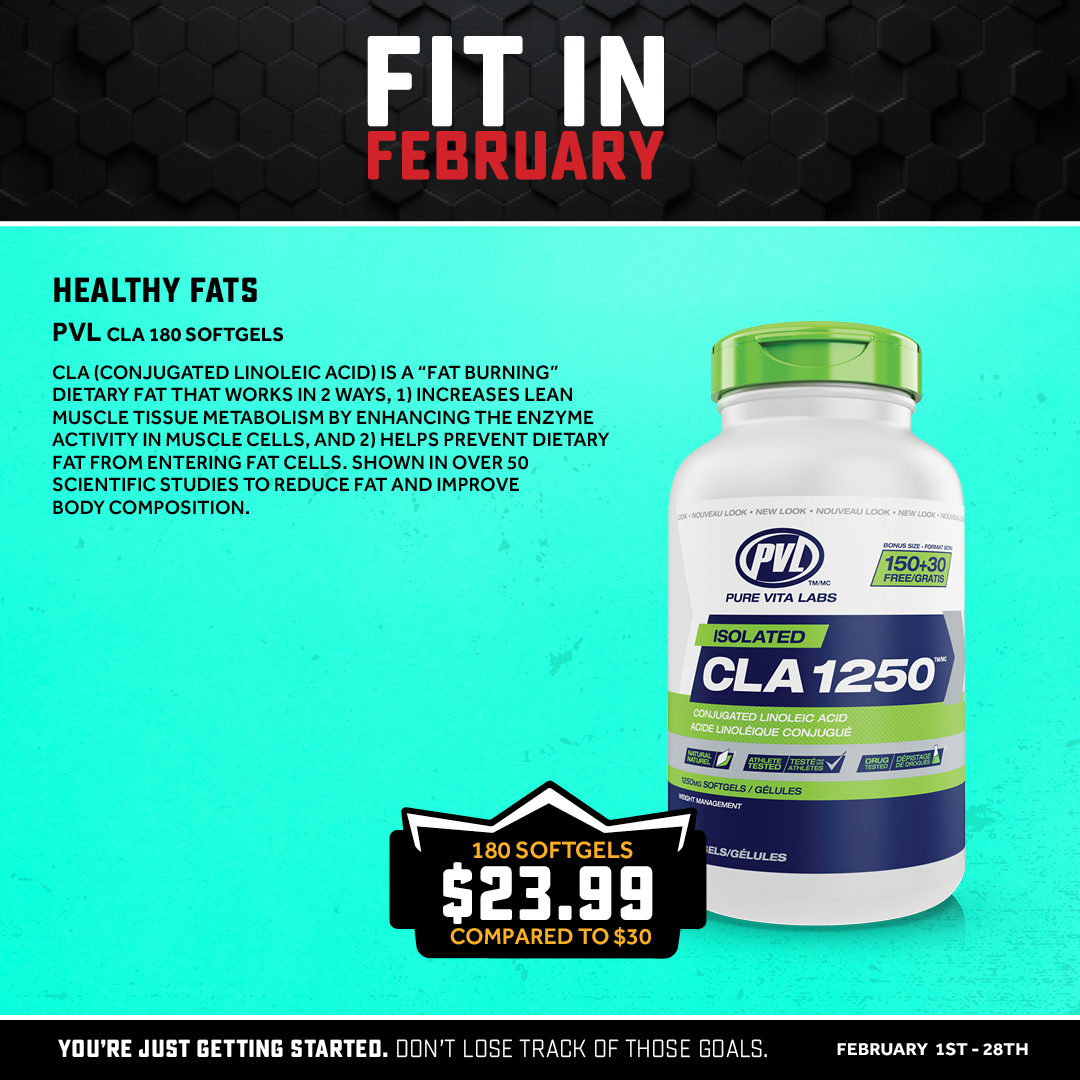 FIT IN
FEBRUARY
HEALTHY FATS
PVL CLA 180 SOFTGELS
CLA (CONJUGATED LINOLEIC ACID) IS A “FAT BURNING”
DIETARY FAT THAT WORKS IN 2 WAYS, 1) INCREASES LEAN
MUSCLE TISSUE METABOLISM BY ENHANCING THE ENZYME
ACTIVITY IN MUSCLE CELLS, AND 2) HELPS PREVENT DIETARY
FAT FROM ENTERING FAT CELLS. SHOWN IN OVER 50
SCIENTIFIC STUDIES TO REDUCE FAT AND IMPROVE
BODY COMPOSITION.
LOOK • NOUVEAU LOOK • NEW LOOK • NOUVEAU LOOK • NEW LOOK •
PVL
TM/MC
PURE VITA LABS
BONUS SIZE • FORMAT
150+30
FREE/GRATIS
ISOLATED
CLA 1250 TM/MC
CONJUGATED LINOLEIC ACID
ACIDE LINOLÉIQUE CONJUGUÉ
NATURAL
NATUREL
ATHLETE
TESTED
TESTÉ PAR DES
ATHLÈTES
DRUG
TESTED
DÉPISTAGE
DE DROGUES
1250MG SOFTGELS / GÉLULES
WEIGHT MANAGEMENT
GELS/GÉLULES
180 SOFTGELS
$23.99
COMPARED TO $30
YOU'RE JUST GETTING STARTED. DON'T LOSE TRACK OF THOSE GOALS.
FEBRUARY 1ST - 28TH